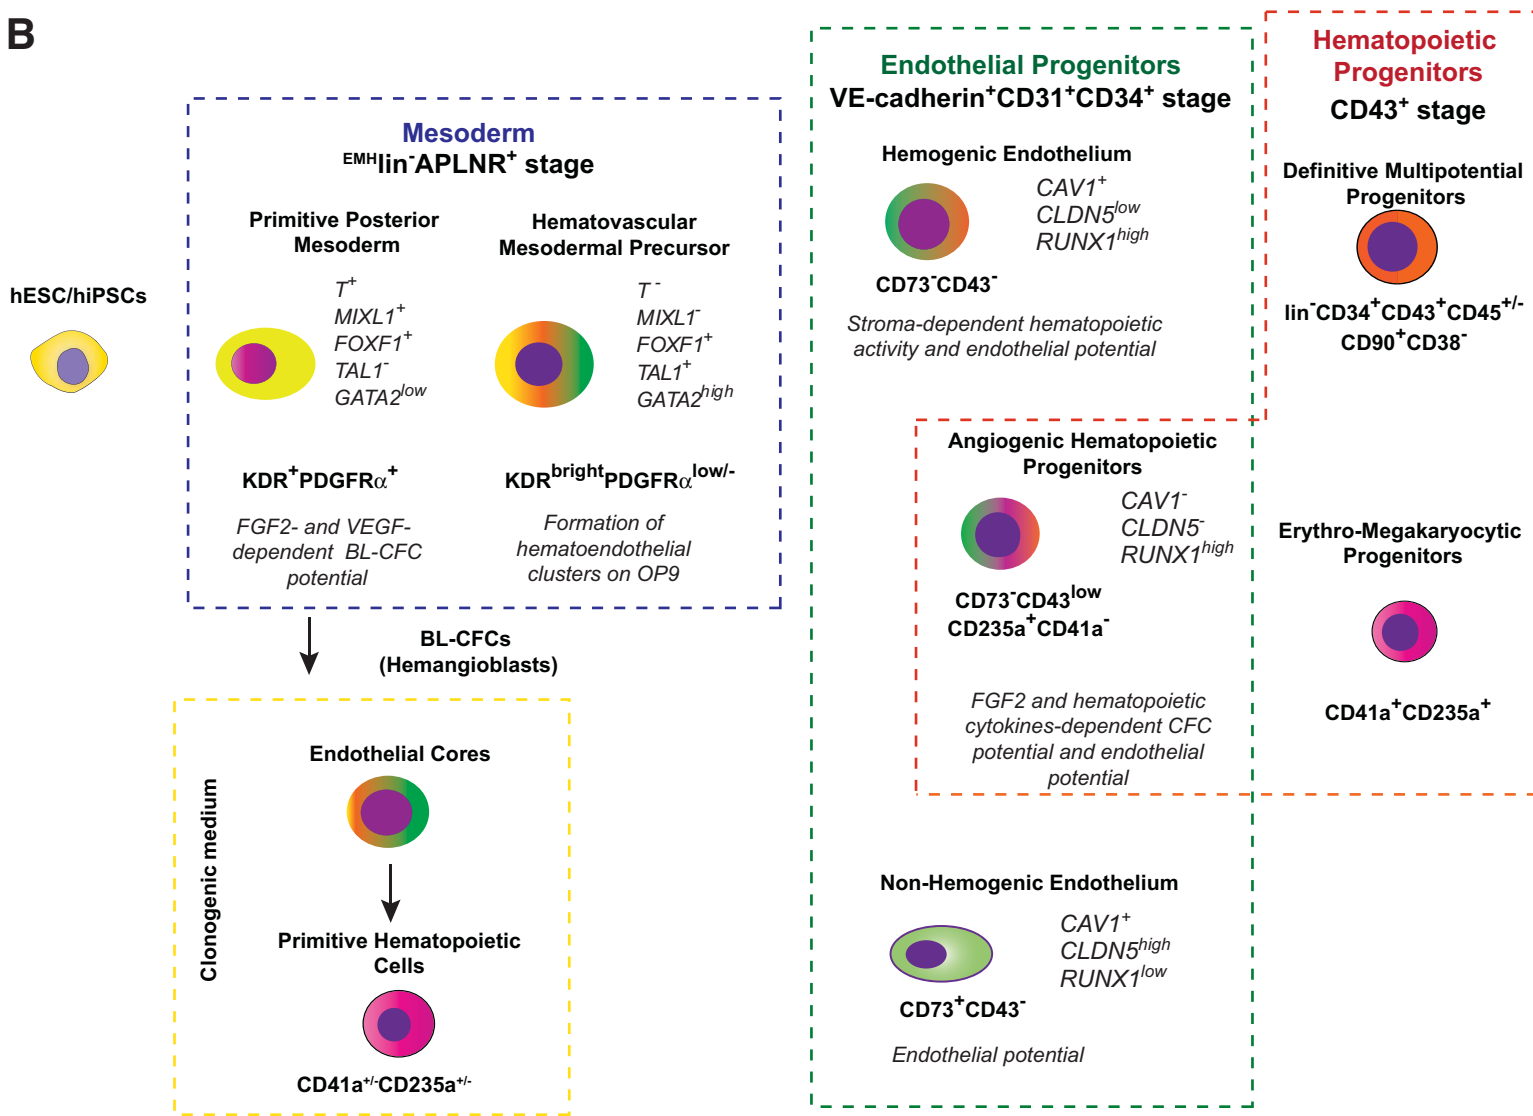 B
hESC/hiPSCs
Mesoderm
EMHlin-APLNR+ stage
Primitive Posterior
Mesoderm
T+
MIXL1+
FOXF1+
TAL1-
GATA2low
KDR+PDGFRα+
FGF2- and VEGF-
dependent BL-CFC
potential
Hematovascular
Mesodermal Precursor
T-
MIXL1-
FOXF1+
TAL1+
GATA2high
KDRbrightPDGFRαlow/-
Formation of
hematoendothelial
clusters on OP9
BL-CFCs
(Hemangioblasts)
Clonogenic medium
Endothelial Cores
Primitive Hematopoietic
Cells
CD41a+/-CD235a+/-
Endothelial Progenitors
VE-cadherin+CD31+CD34+ stage
Hemogenic Endothelium
CAV1+
CLDN5low
RUNX1high
CD73-CD43-
Stroma-dependent hematopoietic
activity and endothelial potential
Angiogenic Hematopoietic
Progenitors
CAV1-
CLDN5-
RUNX1high
CD73-CD43low
CD235a+CD41a-
FGF2 and hematopoietic
cytokines-dependent CFC
potential and endothelial
potential
Non-Hemogenic Endothelium
CAV1+
CLDN5high
RUNX1low
CD73+CD43-
Endothelial potential
Hematopoietic
Progenitors
CD43+ stage
Definitive Multipotential
Progenitors
lin-CD34+CD43+CD45+/-
CD90+CD38-
Erythro-Megakaryocytic
Progenitors
CD41a+CD235a+